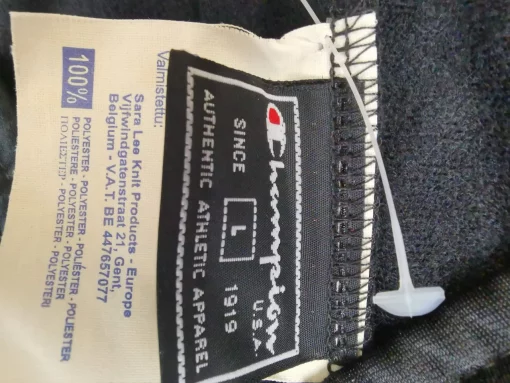 Champion
U.S.A.
SINCE L 1919
AUTHENTIC ATHLETIC APPAREL
Valmistettu:
Sara Lee Knit Products - Europe
Vijfwindgatenstraat 21, Gent,
Belgium - V.A.T. BE 447657077
100%
POLYESTER - POLYESTER - POLIESTER
POLIESTERE - POLYESTER
ΠΟΛΥΕΣΤΕΡ - POLYESTER - POLYESTERI